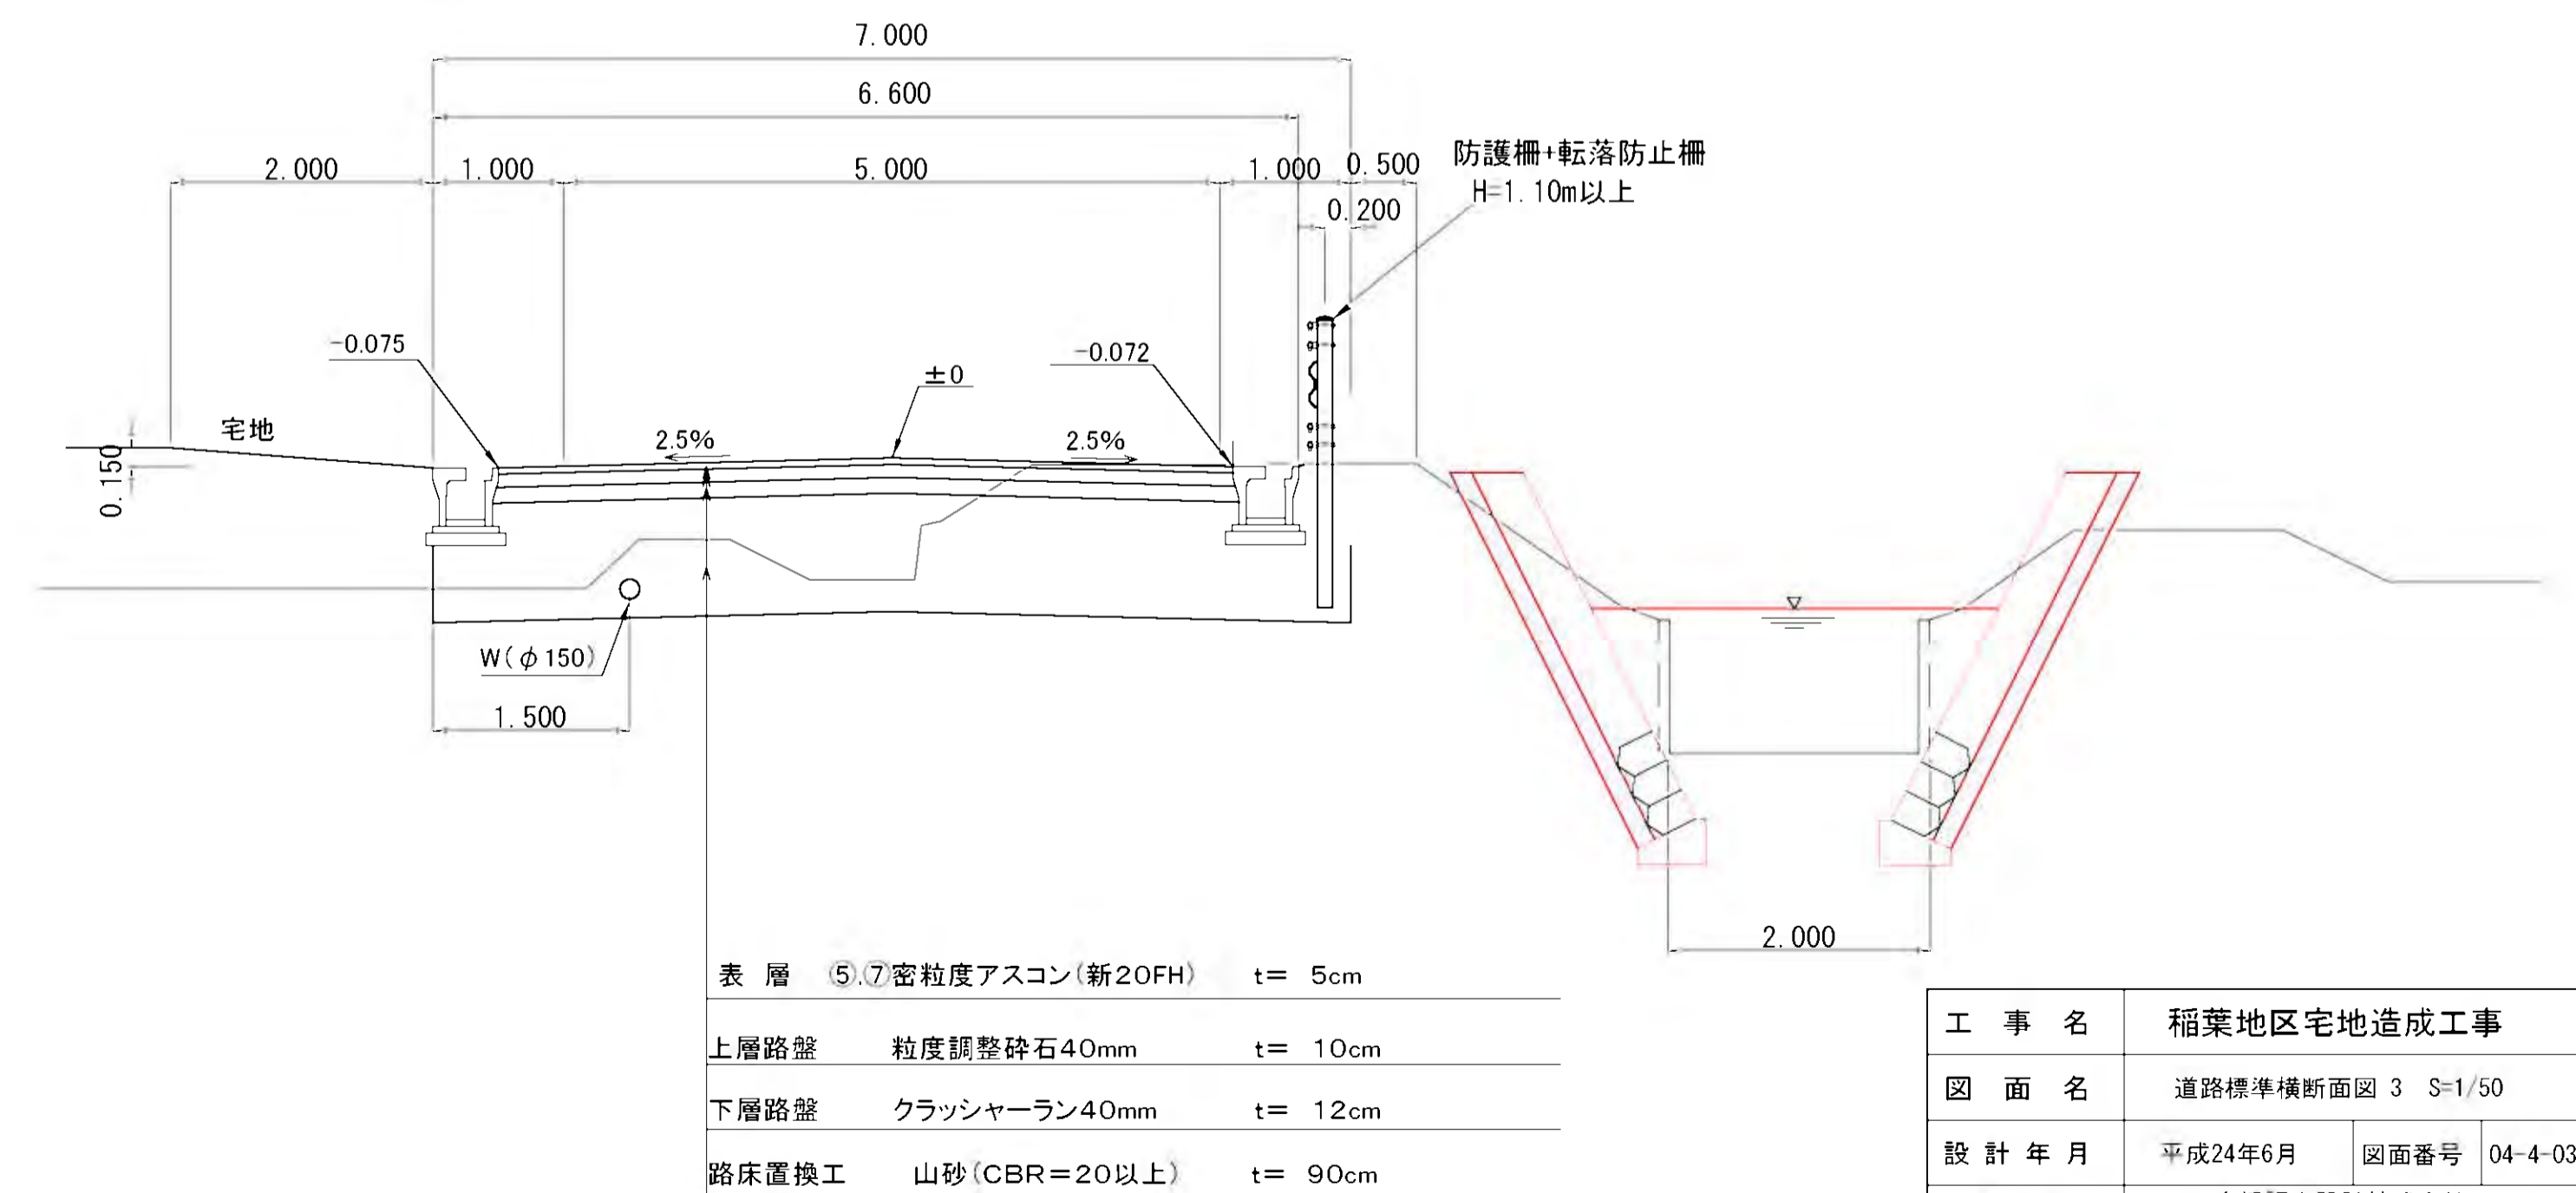 7.000
6.600
2.000 1.000 5.000 1.000 0.500
防護柵+転落防止柵
H=1.10m以上
0.200
-0.075
-0.072
±0
宅地
2.5%
2.5%
0.150
W(φ150)
1.500
2.000
表層 ⑤.⑦密粒度アスコン(新20FH) t= 5cm
上層路盤 粒度調整砕石40mm t= 10cm
下層路盤 クラッシャーラン40mm t= 12cm
路床置換工 山砂(CBR=20以上) t= 90cm
工事名 稲葉地区宅地造成工事
図面名 道路標準横断面図 3 S=1/50
設計年月 平成24年6月 図面番号 04-4-03